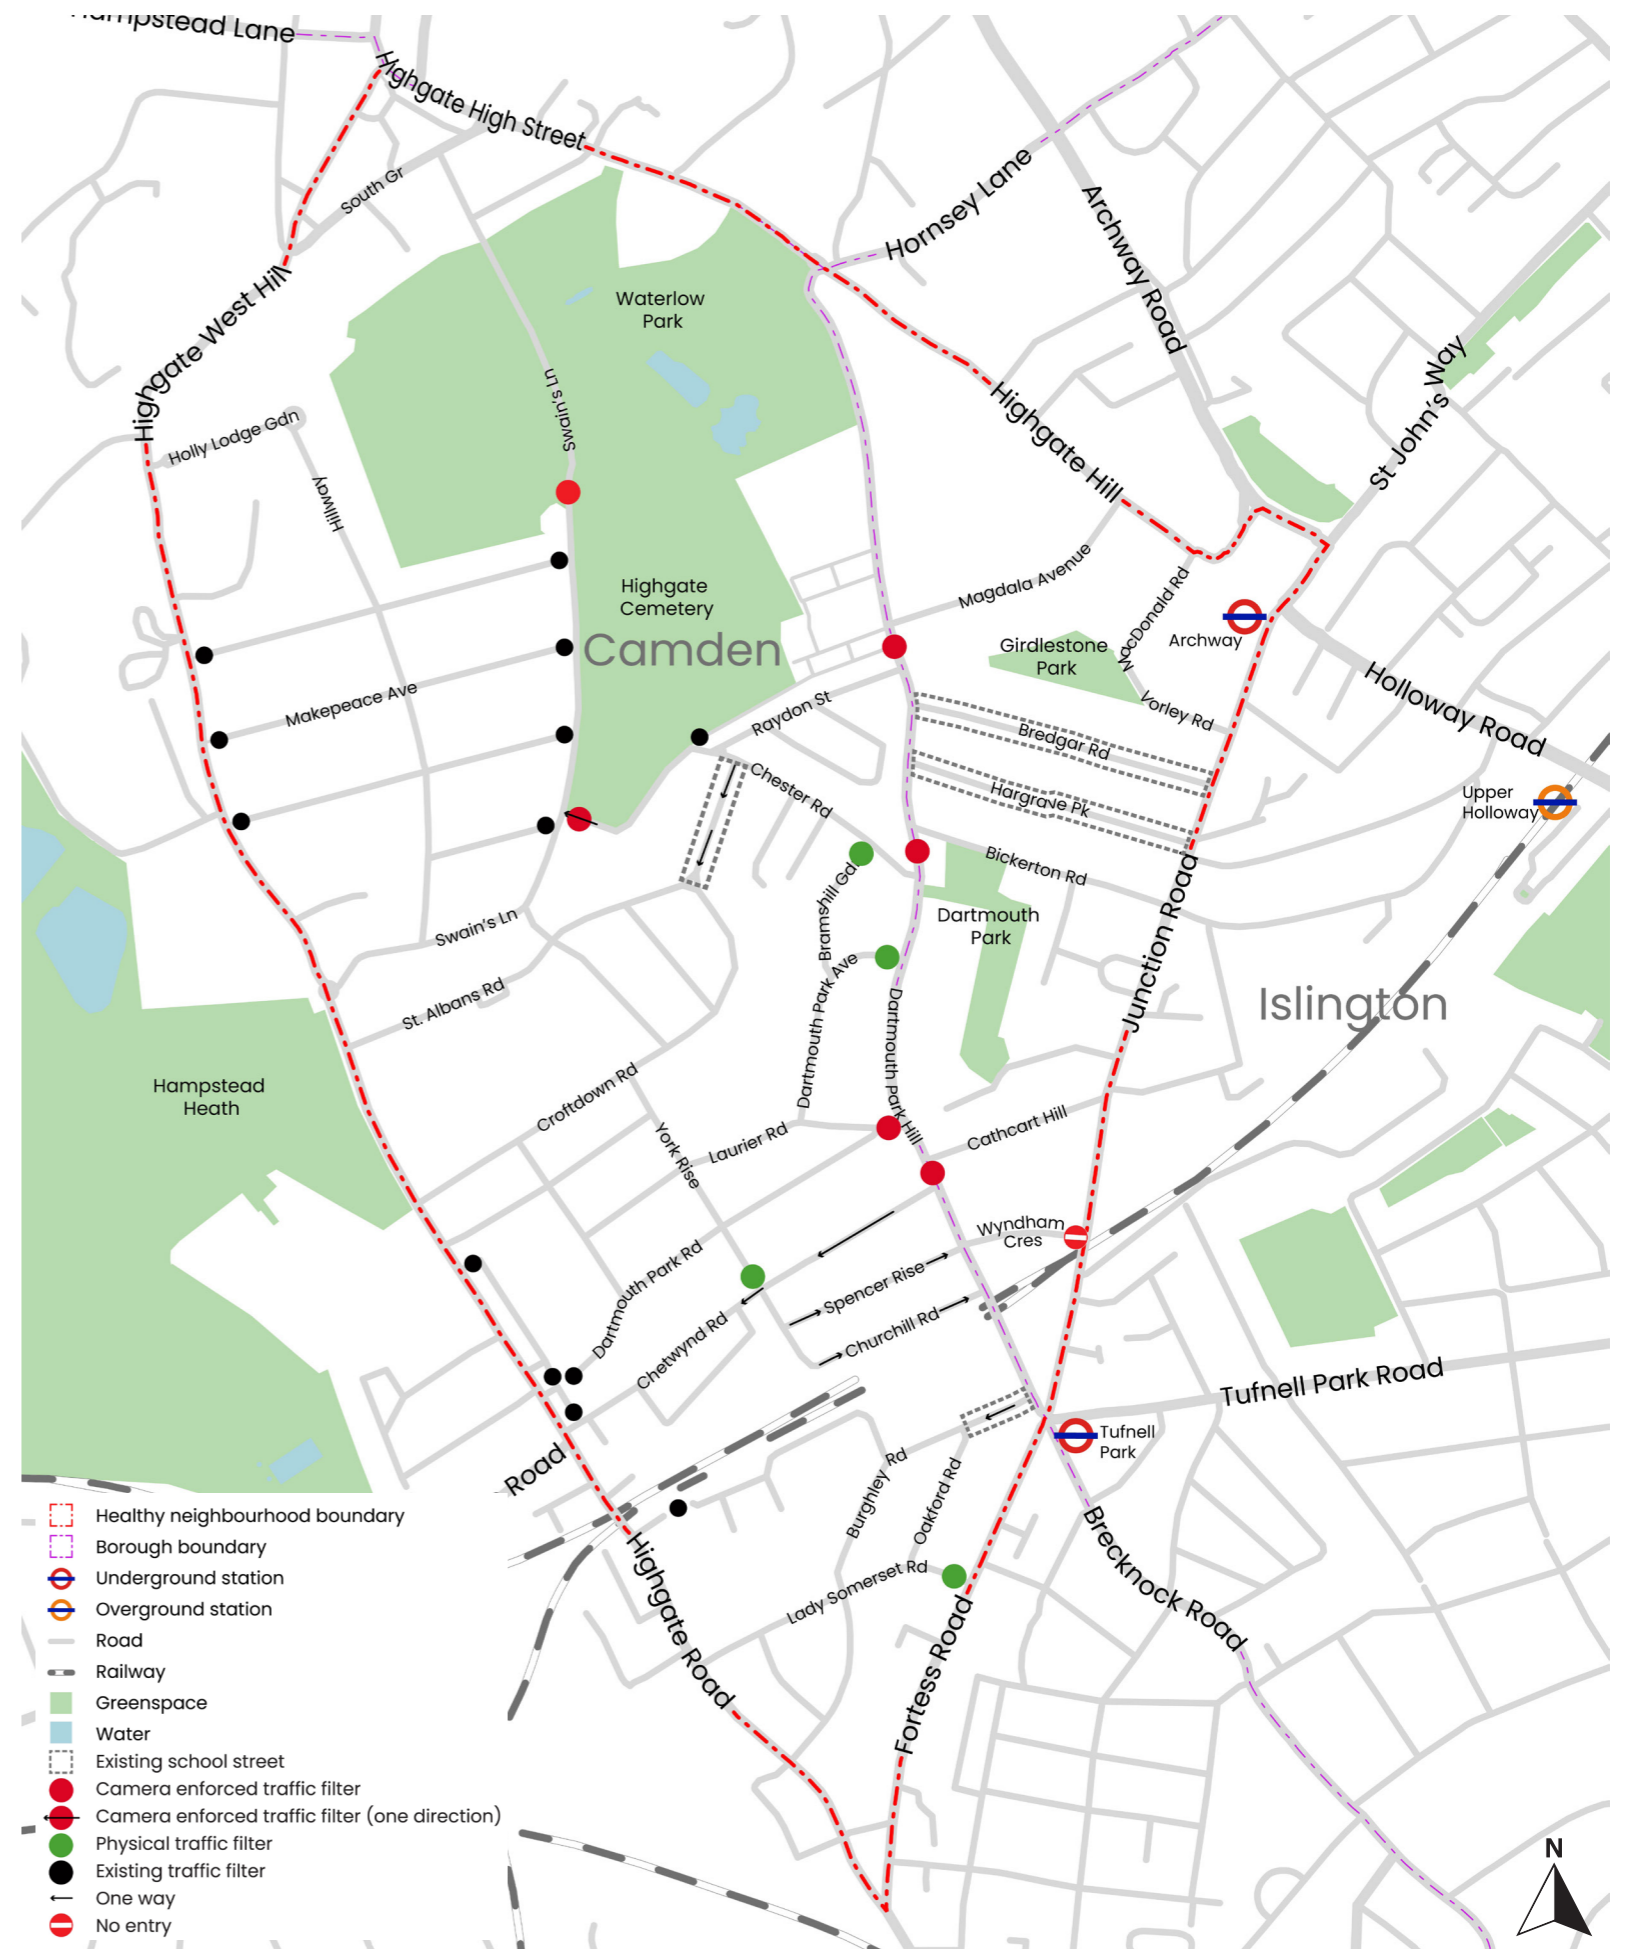 Hampstead Lane
Highgate High Street
South Gr
Hornsey Lane
Archway Road
Highgate West Hill
Waterlow
Park
Swain's Ln
St John's Way
Holly Lodge Gdn
Hillway
Highgate Hill
Magdala Avenue
MacDonald Rd
Highgate
Cemetery
Camden
Girdlestone
Park
Archway
Makepeace Ave
Raydon St
Vorley Rd
Holloway Road
Bredgar Rd
Chester Rd
Hargrave Pk
Upper
Holloway
Bickerton Rd
Bramshill Gdn
Swain's Ln
Dartmouth
Park
Dartmouth Park Ave
Junction Road
St. Albans Rd
Dartmouth Park Hill
Islington
Hampstead
Heath
Croftdown Rd
York Rise
Laurier Rd
Cathcart Hill
Wyndham
Cres
Dartmouth Park Rd
Spencer Rise
Chetwynd Rd
Churchill Rd
Tufnell Park Road
Tufnell
Park
Road
Burghley Rd
Oakford Rd
Brecknock Road
Highgate Road
Lady Somerset Rd
Fortess Road
Healthy neighbourhood boundary
Borough boundary
Underground station
Overground station
Road
Railway
Greenspace
Water
Existing school street
Camera enforced traffic filter
Camera enforced traffic filter (one direction)
Physical traffic filter
Existing traffic filter
One way
No entry
N